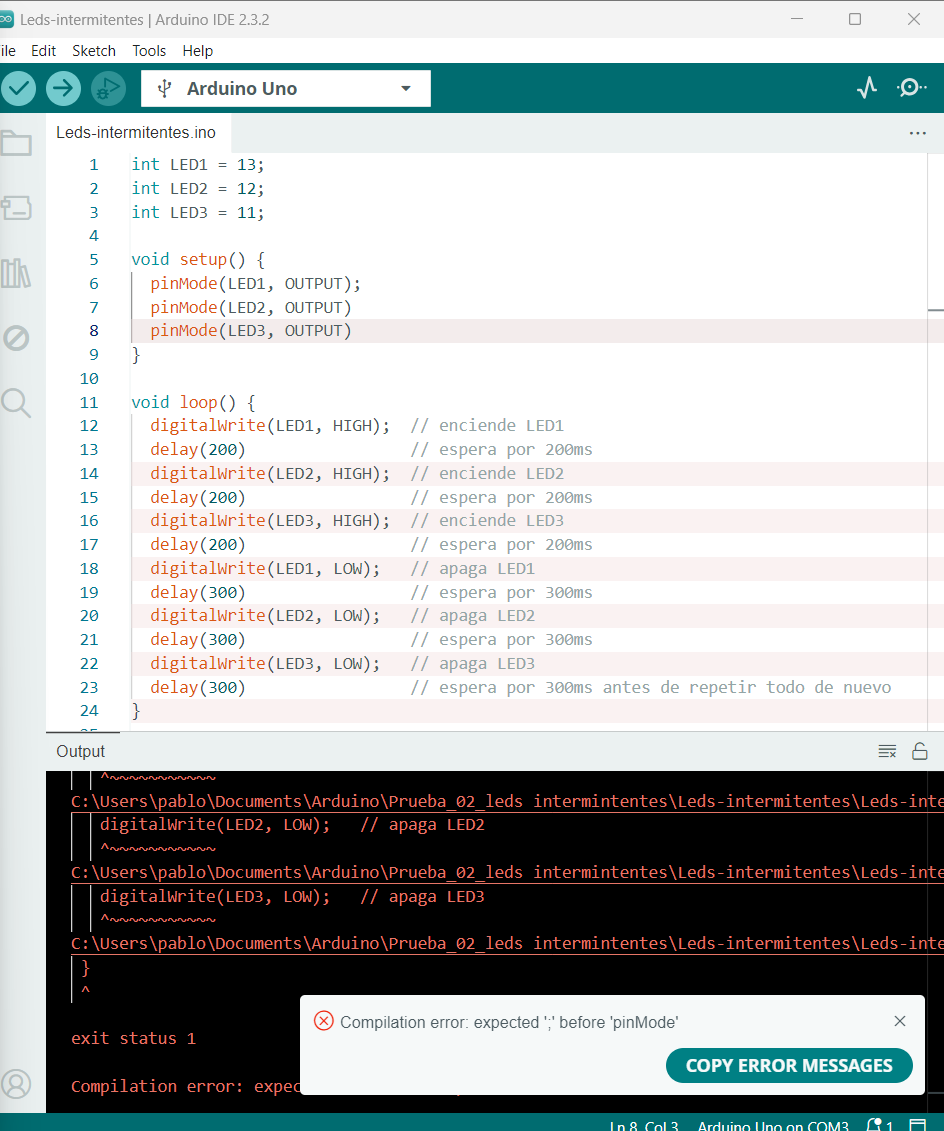 Leds-intermitentes | Arduino IDE 2.3.2
ile Edit Sketch Tools Help
Arduino Uno
Leds-intermitentes.ino
1 int LED1 = 13;
2 int LED2 = 12;
3 int LED3 = 11;
4
5 void setup() {
6 pinMode(LED1, OUTPUT);
7 pinMode(LED2, OUTPUT)
8 pinMode(LED3, OUTPUT)
9 }
10
11 void loop() {
12 digitalWrite(LED1, HIGH); // enciende LED1
13 delay(200) // espera por 200ms
14 digitalWrite(LED2, HIGH); // enciende LED2
15 delay(200) // espera por 200ms
16 digitalWrite(LED3, HIGH); // enciende LED3
17 delay(200) // espera por 200ms
18 digitalWrite(LED1, LOW); // apaga LED1
19 delay(300) // espera por 300ms
20 digitalWrite(LED2, LOW); // apaga LED2
21 delay(300) // espera por 300ms
22 digitalWrite(LED3, LOW); // apaga LED3
23 delay(300) // espera por 300ms antes de repetir todo de nuevo
24 }
Output
^~~~~~~~~~~~
C:\Users\pablo\Documents\Arduino\Prueba_02_leds intermintentes\Leds-intermitentes\Leds-inte
digitalWrite(LED2, LOW); // apaga LED2
^~~~~~~~~~~~
C:\Users\pablo\Documents\Arduino\Prueba_02_leds intermintentes\Leds-intermitentes\Leds-inte
digitalWrite(LED3, LOW); // apaga LED3
^~~~~~~~~~~~
C:\Users\pablo\Documents\Arduino\Prueba_02_leds intermintentes\Leds-intermitentes\Leds-inte
}
^
exit status 1
Compilation error: expec
Compilation error: expected ';' before 'pinMode'
COPY ERROR MESSAGES
Ln 8, Col 3 Arduino Uno on COM3 1